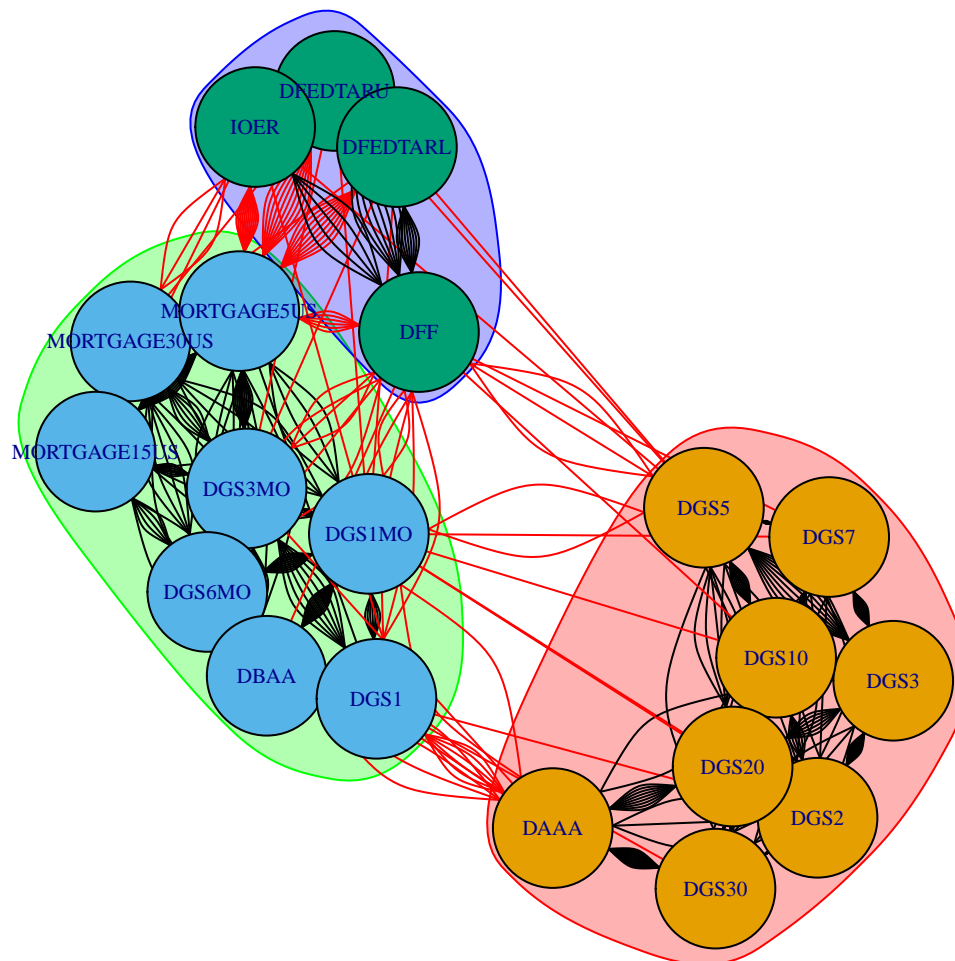 DFEDTARU
IOER
DFEDTARL
MORTGAGE5US
DFF
MORTGAGE30US
MORTGAGE15US
DGS3MO
DGS5
DGS1MO
DGS7
DGS6MO
DGS10
DBAA
DGS3
DGS1
DGS20
DGS2
DAAA
DGS30